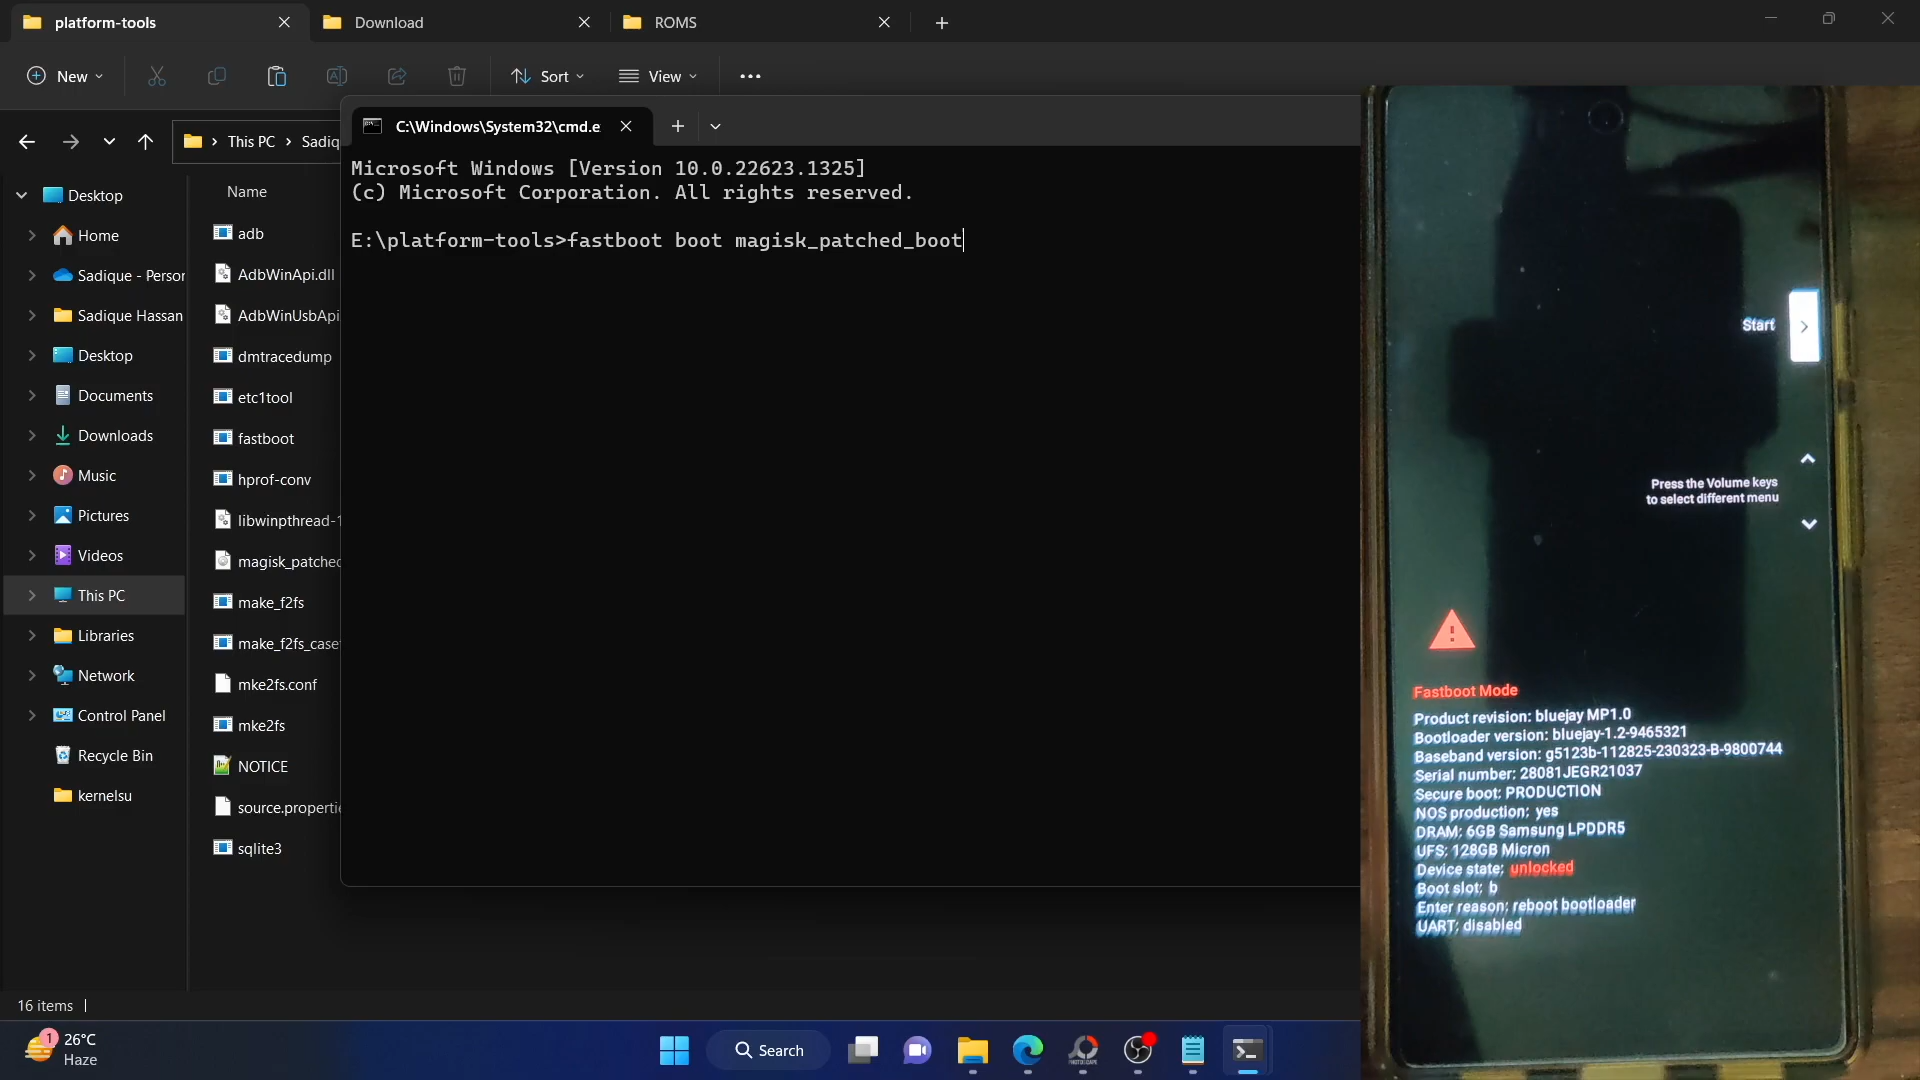 platform-tools
Download
ROMS
New
Sort
View
This PC
C:\Windows\System32\cmd.e
Microsoft Windows [Version 10.0.22623.1325]
(c) Microsoft Corporation. All rights reserved.
E:\platform-tools>fastboot boot magisk_patched_boot
Desktop
Home
Sadique - Person
Sadique Hassan
Desktop
Documents
Downloads
Music
Pictures
Videos
This PC
Libraries
Network
Control Panel
Recycle Bin
kernelsu
Name
adb
AdbWinApi.dll
AdbWinUsbApi
dmtracedump
etc1tool
fastboot
hprof-conv
libwinpthread-1
magisk_patched
make_f2fs
make_f2fs_case
mke2fs.conf
mke2fs
NOTICE
source.properti
sqlite3
16 items
Start
Press the Volume keys
to select different menu
Fastboot Mode
Product revision: bluejay MP1.0
Bootloader version: bluejay-1.2-9465321
Baseband version: g5123b-112825-230323-B-9800744
Serial number: 28081JEGR21037
Secure boot: PRODUCTION
NOS production: yes
DRAM: 6GB Samsung LPDDR5
UFS: 128GB Micron
Device state: unlocked
Boot slot: b
Enter reason: reboot bootloader
UART: disabled
1
26°C
Haze
Search